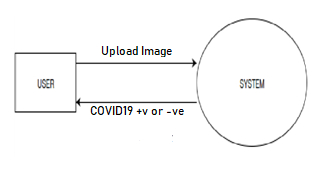 Upload Image
USER
SYSTEM
COVID19 +v or -ve